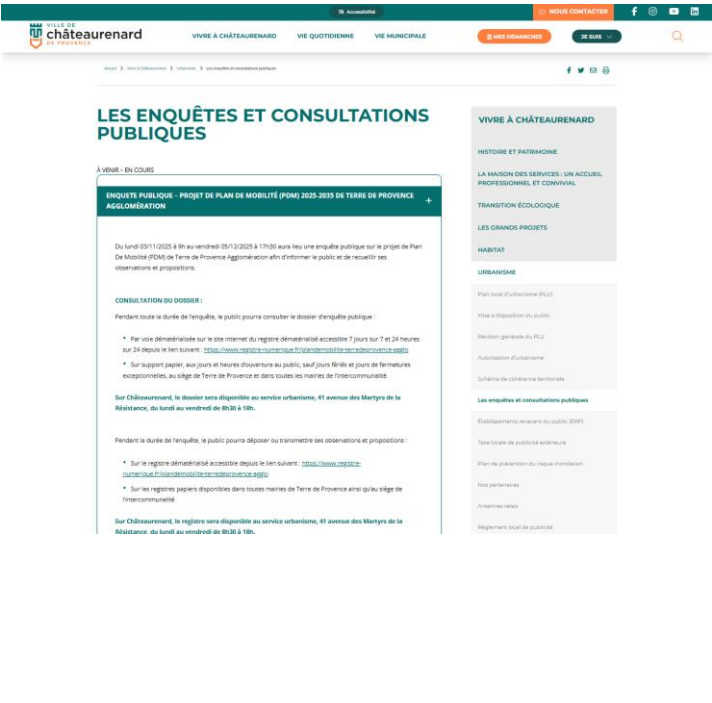 Accessibilité
NOUS CONTACTER
VILLE DE
châteaurenard
DE PROVENCE
VIVRE À CHÂTEAURENARD VIE QUOTIDIENNE VIE MUNICIPALE
MES DÉMARCHES
JE SUIS
Accueil > Vivre à Châteaurenard > Urbanisme > Les enquêtes et consultations publiques
LES ENQUÊTES ET CONSULTATIONS
PUBLIQUES
À VENIR – EN COURS
ENQUETE PUBLIQUE – PROJET DE PLAN DE MOBILITÉ (PDM) 2025-2035 DE TERRE DE PROVENCE
AGGLOMÉRATION
Du lundi 03/11/2025 à 9h au vendredi 05/12/2025 à 17h30 aura lieu une enquête publique sur le projet de Plan
De Mobilité (PDM) de Terre de Provence Agglomération afin d'informer le public et de recueillir ses
observations et propositions.
CONSULTATION DU DOSSIER :
Pendant toute la durée de l'enquête, le public pourra consulter le dossier d'enquête publique :
• Par voie dématérialisée sur le site internet du registre dématérialisé accessible 7 jours sur 7 et 24 heures
sur 24 depuis le lien suivant : https://www.registre-numerique.fr/plandemobilite-terredeprovence-agglo
• Sur support papier, aux jours et heures d'ouverture au public, sauf jours fériés et jours de fermetures
exceptionnelles, au siège de Terre de Provence et dans toutes les mairies de l'intercommunalité.
Sur Châteaurenard, le dossier sera disponible au service urbanisme, 41 avenue des Martyrs de la
Résistance, du lundi au vendredi de 8h30 à 18h.
Pendant la durée de l'enquête, le public pourra déposer ou transmettre ses observations et propositions :
• Sur le registre dématérialisé accessible depuis le lien suivant : https://www.registre-
numerique.fr/plandemobilite-terredeprovence-agglo
• Sur les registres papiers disponibles dans toutes mairies de Terre de Provence ainsi qu'au siège de
l'intercommunalité
Sur Châteaurenard, le registre sera disponible au service urbanisme, 41 avenue des Martyrs de la
Résistance, du lundi au vendredi de 8h30 à 18h.
VIVRE À CHÂTEAURENARD
HISTOIRE ET PATRIMOINE
LA MAISON DES SERVICES : UN ACCUEIL
PROFESSIONNEL ET CONVIVIAL
TRANSITION ÉCOLOGIQUE
LES GRANDS PROJETS
HABITAT
URBANISME
Plan local d'urbanisme (PLU)
Mise à disposition du public
Révision générale du PLU
Autorisation d'urbanisme
Schéma de cohérence territoriale
Les enquêtes et consultations publiques
Établissements recevant du public (ERP)
Taxe locale de publicité extérieure
Plan de prévention du risque inondation
Nos partenaires
Antennes relais
Règlement local de publicité